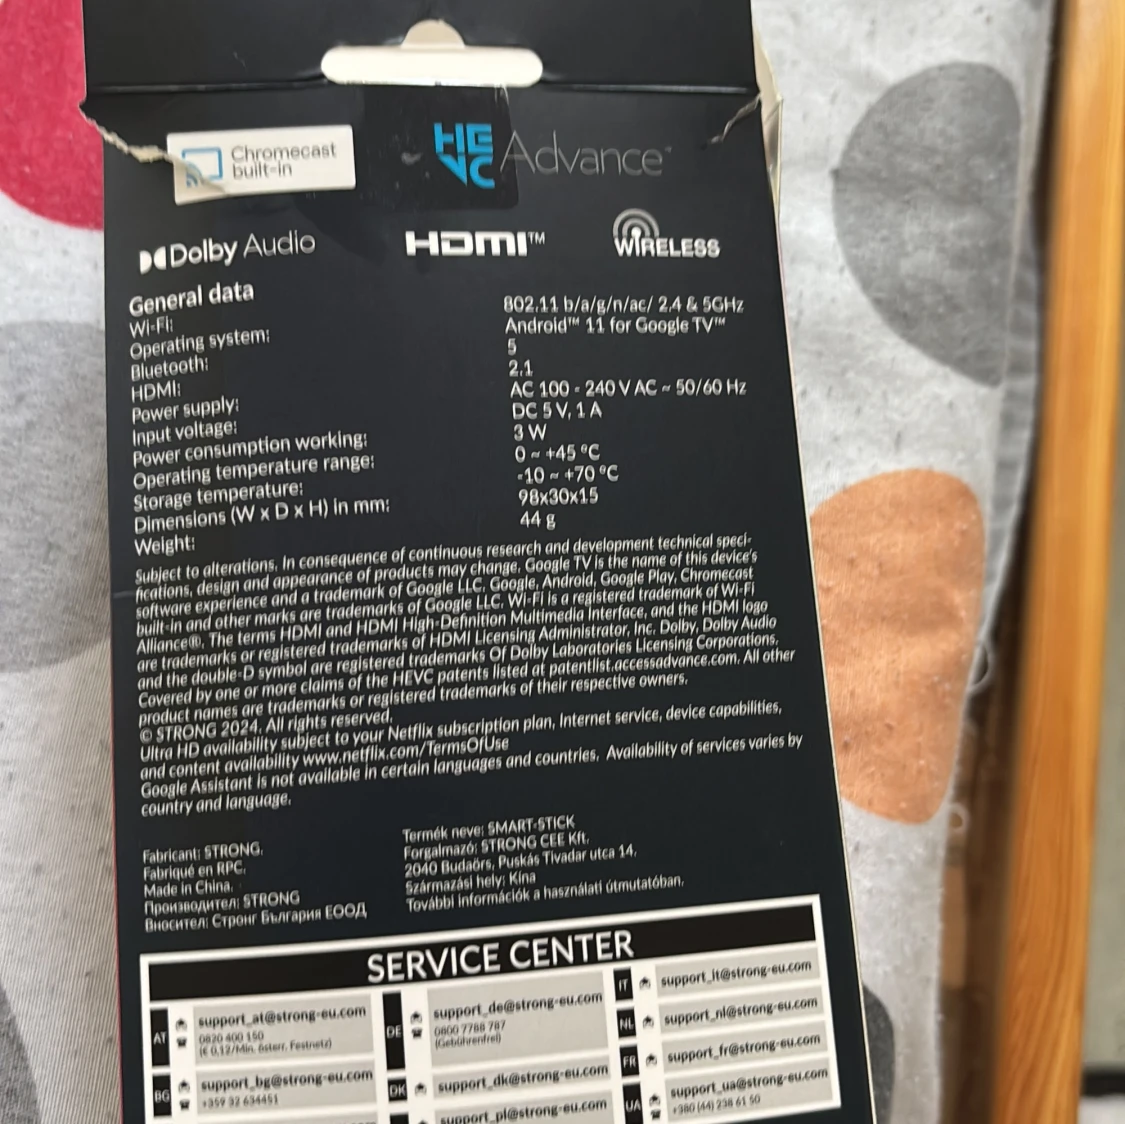 Chromecast
built-in
HEVC Advance™
Dolby Audio
HDMI™
WIRELESS
General data
Wi-Fi: 802.11 b/a/g/n/ac/ 2.4 & 5GHz
Operating system: Android™ 11 for Google TV™
Bluetooth: 5
HDMI: 2.1
Power supply: AC 100 - 240 V AC ~ 50/60 Hz
Input voltage: DC 5 V, 1 A
Power consumption working: 3 W
Operating temperature range: 0 ~ +45 °C
Storage temperature: -10 ~ +70 °C
Dimensions (W x D x H) in mm: 98x30x15
Weight: 44 g
Subject to alterations. In consequence of continuous research and development technical speci-
fications, design and appearance of products may change. Google TV is the name of this device's
software experience and a trademark of Google LLC. Google, Android, Google Play, Chromecast
built-in and other marks are trademarks of Google LLC. Wi-Fi is a registered trademark of Wi-Fi
Alliance®. The terms HDMI and HDMI High-Definition Multimedia Interface, and the HDMI logo
are trademarks or registered trademarks of HDMI Licensing Administrator, Inc. Dolby, Dolby Audio
and the double-D symbol are registered trademarks Of Dolby Laboratories Licensing Corporations.
Covered by one or more claims of the HEVC patents listed at patentlist.accessadvance.com. All other
product names are trademarks or registered trademarks of their respective owners.
© STRONG 2024. All rights reserved.
Ultra HD availability subject to your Netflix subscription plan, Internet service, device capabilities,
and content availability www.netflix.com/TermsOfUse
Google Assistant is not available in certain languages and countries. Availability of services varies by
country and language.
Fabricant: STRONG.
Fabriqué en RPC.
Made in China.
Производител: STRONG
Вносител: Стронг България ЕООД
Termék neve: SMART-STICK
Forgalmazó: STRONG CEE Kft.
2040 Budaörs, Puskás Tivadar utca 14.
Származási hely: Kína
További információk a használati útmutatóban.
SERVICE CENTER
AT support_at@strong-eu.com
0820 400 150
(€ 0,12/Min. österr. Festnetz)
BG support_bg@strong-eu.com
+359 32 634451
DE support_de@strong-eu.com
0800 7788 787
(Gebührenfrei)
DK support_dk@strong-eu.com
support_pl@strong-eu.com
IT support_it@strong-eu.com
NL support_nl@strong-eu.com
FR support_fr@strong-eu.com
UA support_ua@strong-eu.com
+380 (44) 238 61 50